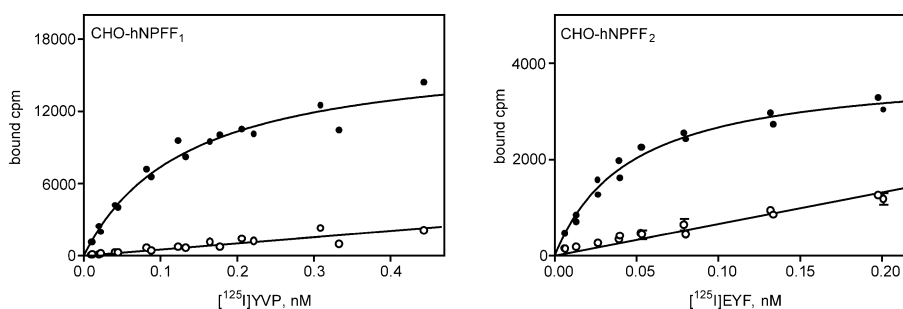 CHO-hNPFF₁
bound cpm
18000
12000
6000
0
0.0 0.1 0.2 0.3 0.4
[¹²⁵I]YVP, nM
CHO-hNPFF₂
bound cpm
4000
2000
0
0.00 0.05 0.10 0.15 0.20
[¹²⁵I]EYF, nM